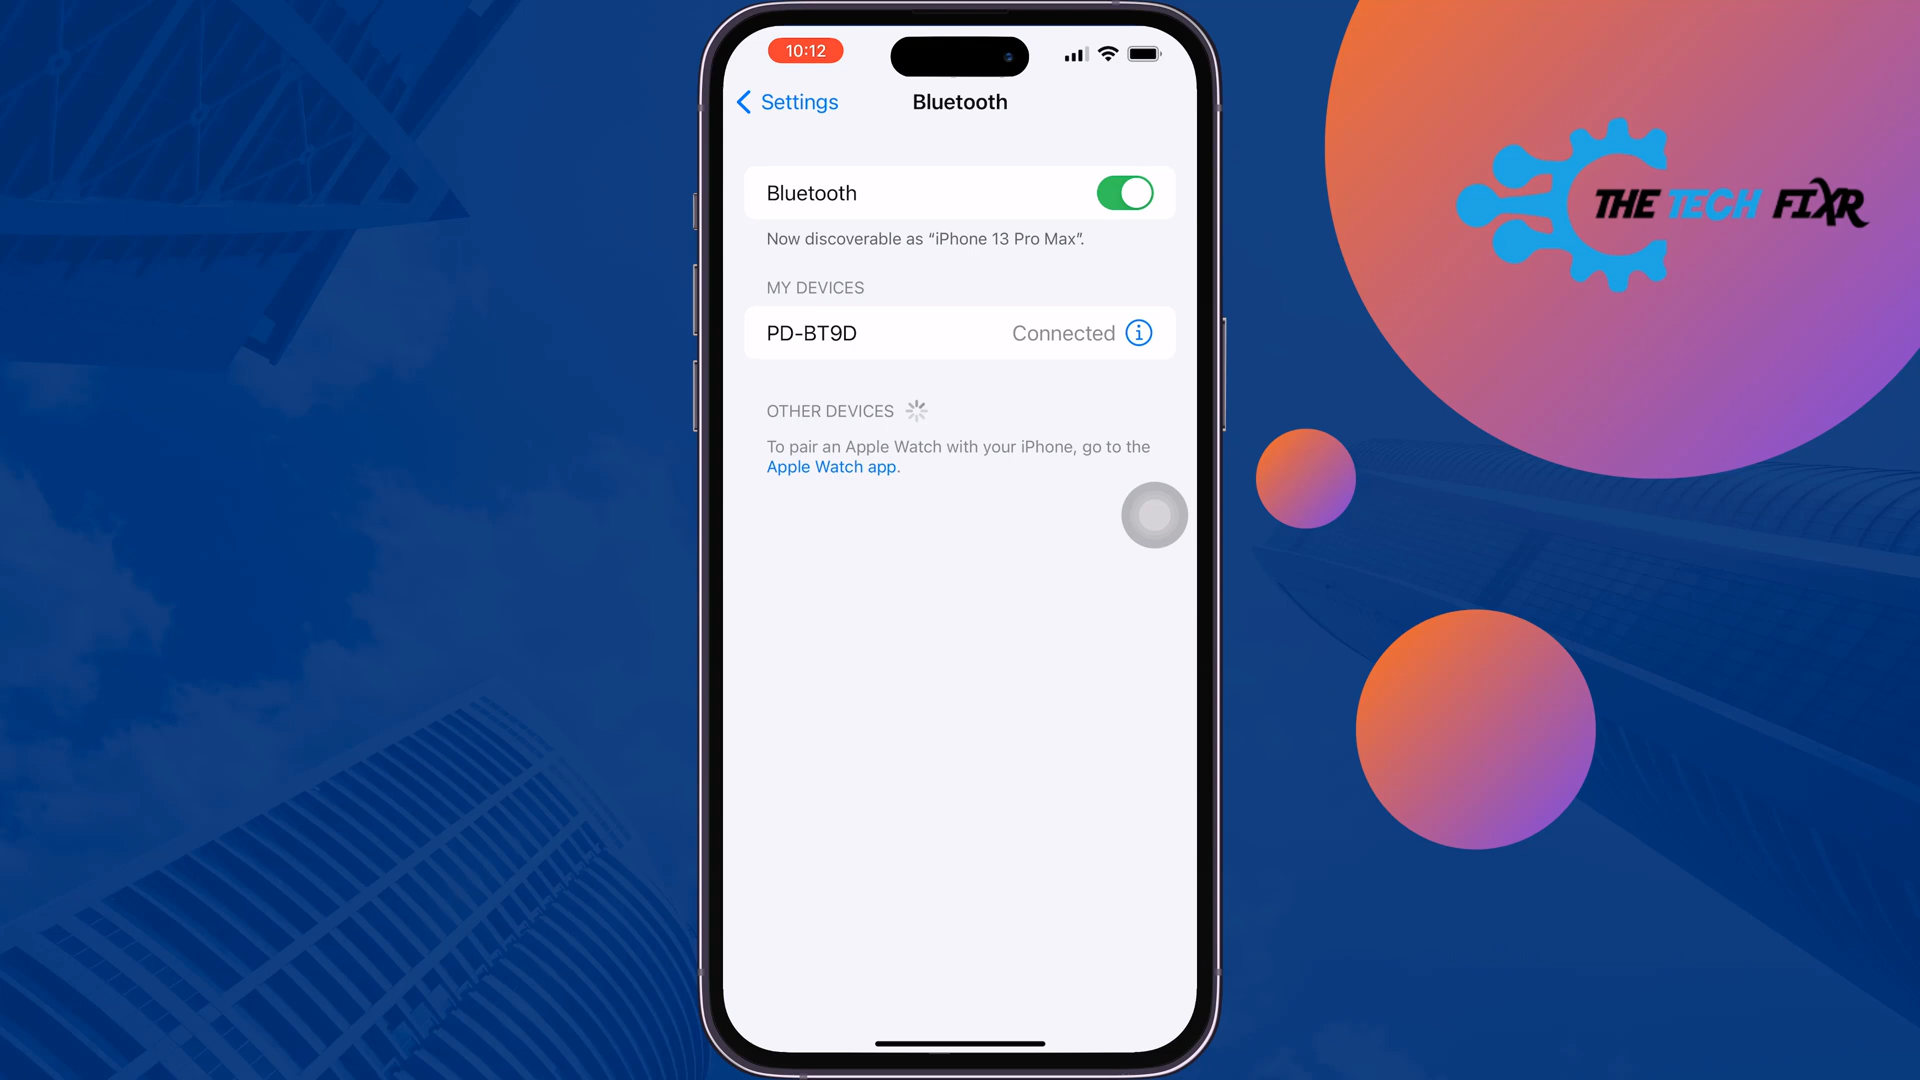 10:12
Settings
Bluetooth
Bluetooth
Now discoverable as “iPhone 13 Pro Max”.
MY DEVICES
PD-BT9D Connected
OTHER DEVICES
To pair an Apple Watch with your iPhone, go to the
Apple Watch app.
THE TECH FIXR